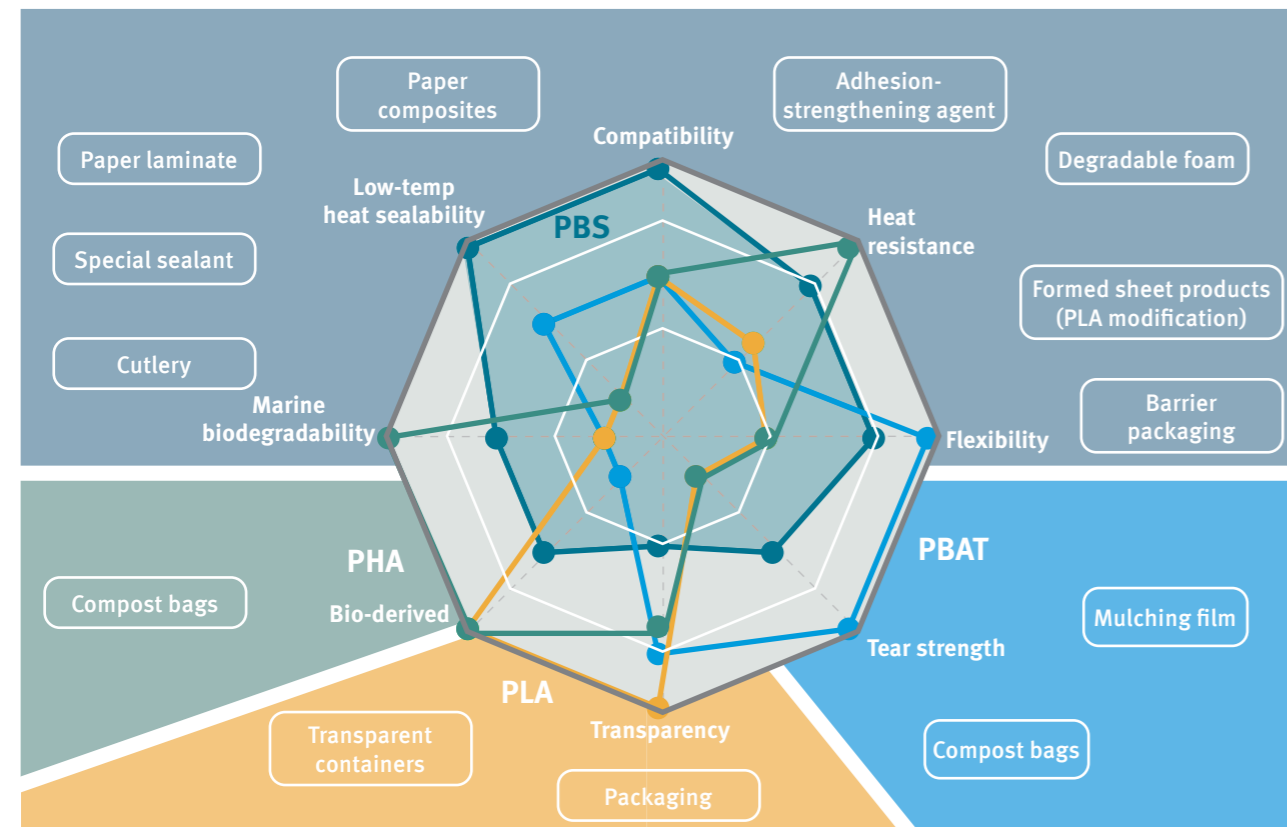 Paper
composites
Adhesion-
strengthening agent
Compatibility
Paper laminate
Degradable foam
Low-temp
heat sealability
PBS
Heat
resistance
Special sealant
Formed sheet products
(PLA modification)
Cutlery
Marine
biodegradability
Barrier
packaging
Flexibility
PHA
PBAT
Compost bags
Bio-derived
Mulching film
Tear strength
PLA
Transparency
Transparent
containers
Compost bags
Packaging